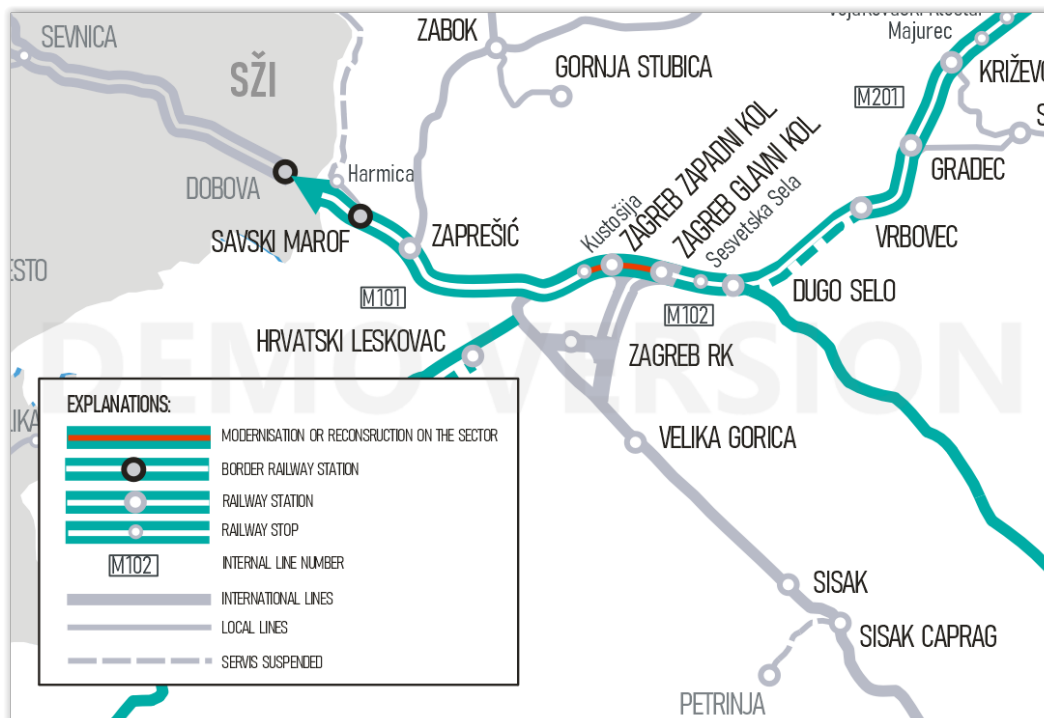 Majurec
SEVNICA
ZABOK
SŽI
GORNJA STUBICA
KRIŽEVO
M201
S
GRADEC
Harmica
DOBOVA
Kustošija
ZAGREB ZAPADNI KOL.
ZAGREB GLAVNI KOL.
Sesvetska Sela
SAVSKI MAROF
ZAPREŠIĆ
VRBOVEC
ESTO
M101
M102
DUGO SELO
HRVATSKI LESKOVAC
ZAGREB RK
DEMO VERSION
LIKA
VELIKA GORICA
EXPLANATIONS:
MODERNISATION OR RECONSRUCTION ON THE SECTOR
BORDER RAILWAY STATION
RAILWAY STATION
RAILWAY STOP
M102
INTERNAL LINE NUMBER
INTERNATIONAL LINES
LOCAL LINES
SERVIS SUSPENDED
SISAK
SISAK CAPRAG
PETRINJA